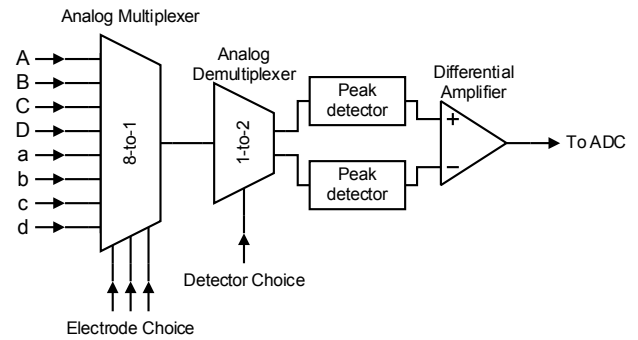 Analog Multiplexer
A
B
C
D
a
b
c
d
8-to-1
Electrode Choice
Analog
Demultiplexer
1-to-2
Detector Choice
Peak
detector
Peak
detector
Differential
Amplifier
+
−
To ADC